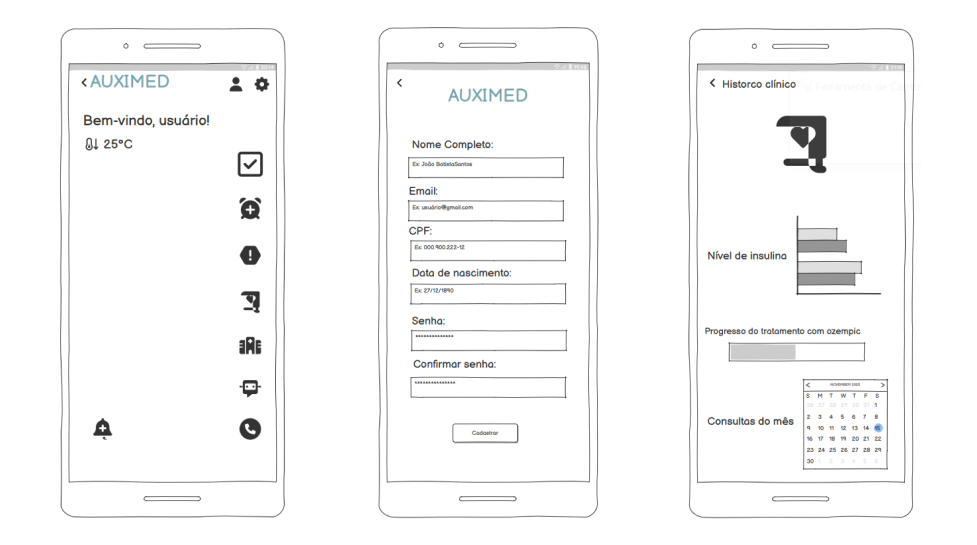 AUXIMED
Bem-vindo, usuário!
25°C
AUXIMED
Nome Completo:
Ex: João BatistaSantos
Email:
Ex: usuário@gmail.com
CPF:
Ex: 000.900.222-12
Data de nascimento:
Ex: 27/12/1890
Senha:
**************
Confirmar senha:
***************
Cadastrar
Historco clínico
Ferramenta de Captu
Nível de insulina
Progresso do tratamento com ozempic
Consultas do mês
< NOVEMBER 2025 >
S M T W T F S
26 27 28 29 30 31 1
2 3 4 5 6 7 8
9 10 11 12 13 14 15
16 17 18 19 20 21 22
23 24 25 26 27 28 29
30 1 2 3 4 5 6